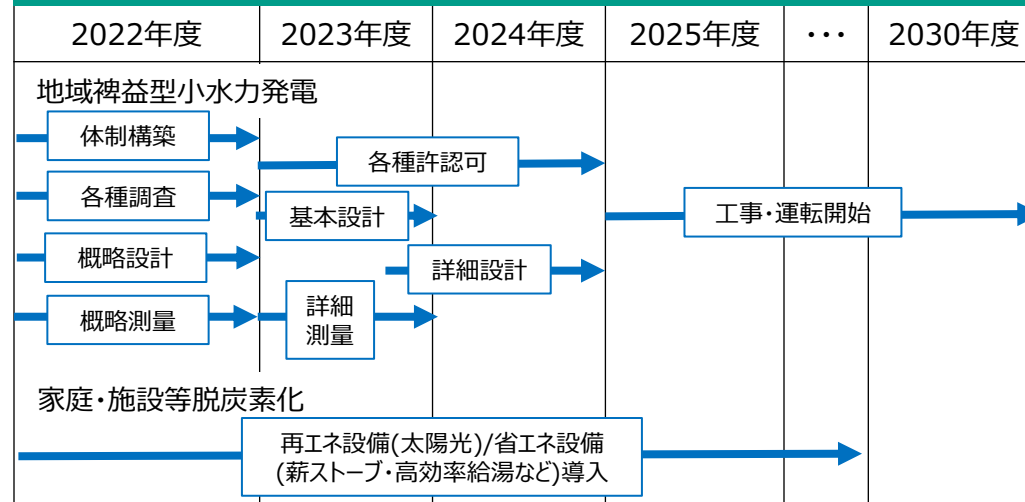 2022年度 2023年度 2024年度 2025年度 ・・・ 2030年度
地域裨益型小水力発電
体制構築
各種許認可
各種調査
基本設計
工事・運転開始
概略設計
詳細設計
概略測量
詳細
測量
家庭・施設等脱炭素化
再エネ設備(太陽光)/省エネ設備
(薪ストーブ・高効率給湯など)導入